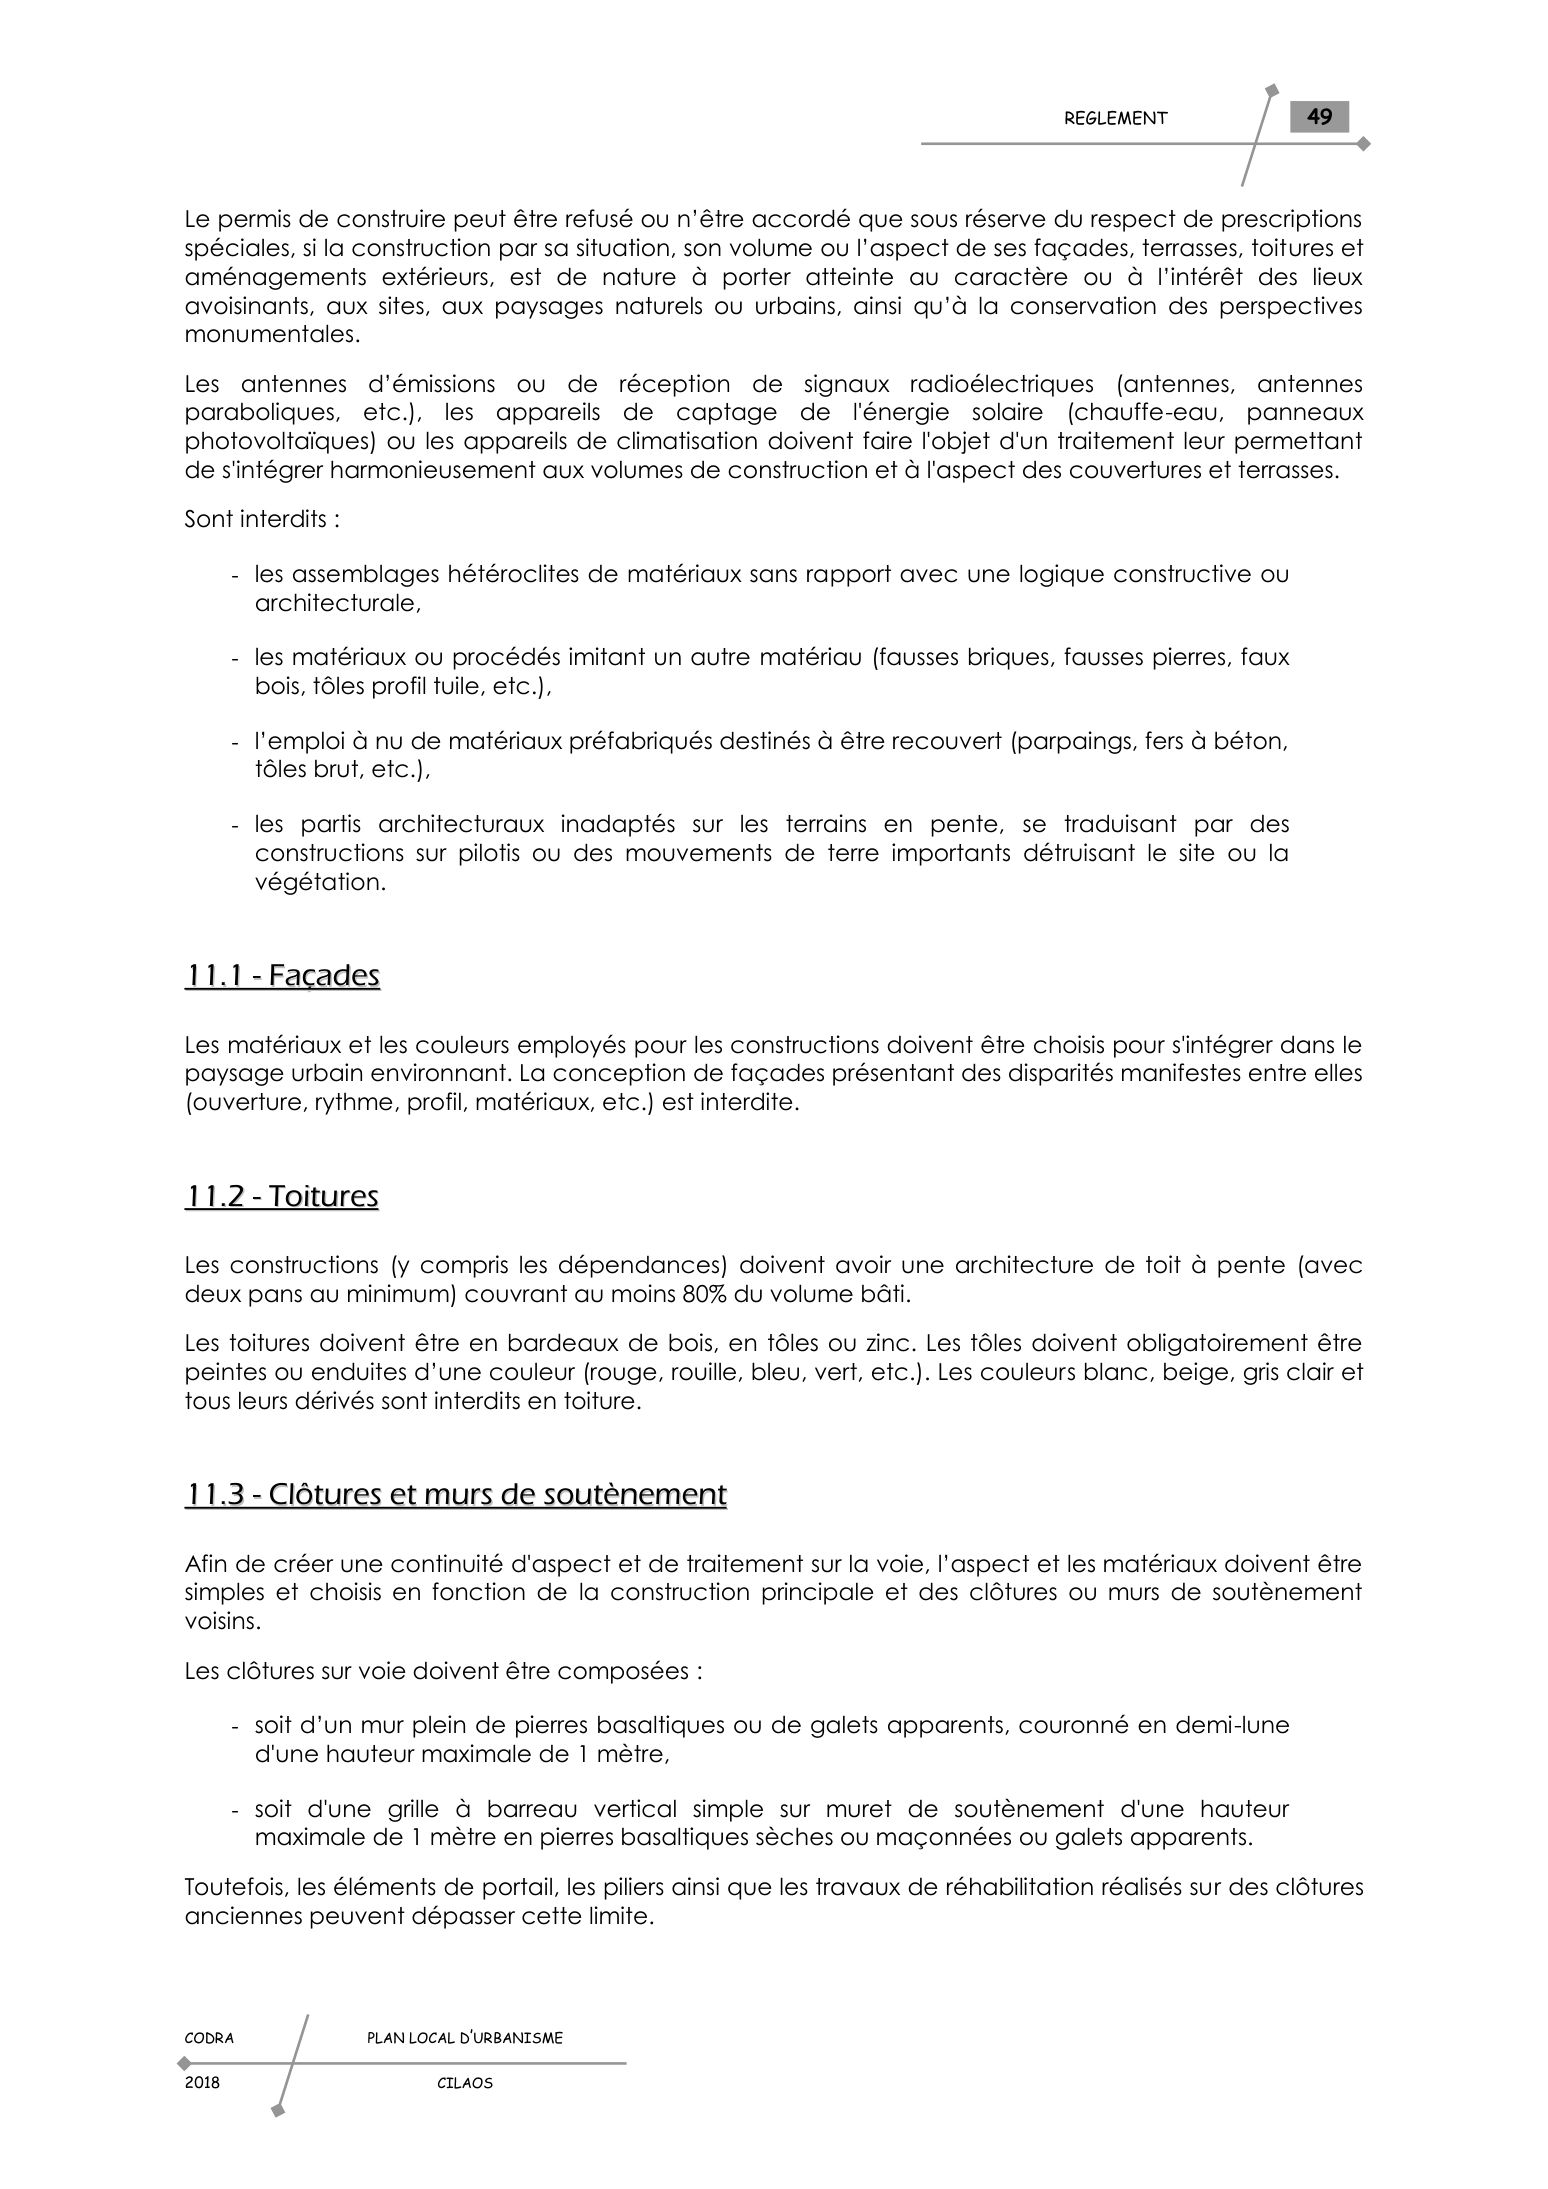 REGLEMENT
49
Le permis de construire peut être refusé ou n’être accordé que sous réserve du respect de prescriptions
spéciales, si la construction par sa situation, son volume ou l’aspect de ses façades, terrasses, toitures et
aménagements extérieurs, est de nature à porter atteinte au caractère ou à l’intérêt des lieux
avoisinants, aux sites, aux paysages naturels ou urbains, ainsi qu’à la conservation des perspectives
monumentales.
Les antennes d’émissions ou de réception de signaux radioélectriques (antennes, antennes
paraboliques, etc.), les appareils de captage de l'énergie solaire (chauffe-eau, panneaux
photovoltaïques) ou les appareils de climatisation doivent faire l'objet d'un traitement leur permettant
de s'intégrer harmonieusement aux volumes de construction et à l'aspect des couvertures et terrasses.
Sont interdits :
- les assemblages hétéroclites de matériaux sans rapport avec une logique constructive ou
architecturale,
- les matériaux ou procédés imitant un autre matériau (fausses briques, fausses pierres, faux
bois, tôles profil tuile, etc.),
- l’emploi à nu de matériaux préfabriqués destinés à être recouvert (parpaings, fers à béton,
tôles brut, etc.),
- les partis architecturaux inadaptés sur les terrains en pente, se traduisant par des
constructions sur pilotis ou des mouvements de terre importants détruisant le site ou la
végétation.
11.1 - Façades
Les matériaux et les couleurs employés pour les constructions doivent être choisis pour s'intégrer dans le
paysage urbain environnant. La conception de façades présentant des disparités manifestes entre elles
(ouverture, rythme, profil, matériaux, etc.) est interdite.
11.2 - Toitures
Les constructions (y compris les dépendances) doivent avoir une architecture de toit à pente (avec
deux pans au minimum) couvrant au moins 80% du volume bâti.
Les toitures doivent être en bardeaux de bois, en tôles ou zinc. Les tôles doivent obligatoirement être
peintes ou enduites d’une couleur (rouge, rouille, bleu, vert, etc.). Les couleurs blanc, beige, gris clair et
tous leurs dérivés sont interdits en toiture.
11.3 - Clôtures et murs de soutènement
Afin de créer une continuité d'aspect et de traitement sur la voie, l’aspect et les matériaux doivent être
simples et choisis en fonction de la construction principale et des clôtures ou murs de soutènement
voisins.
Les clôtures sur voie doivent être composées :
- soit d’un mur plein de pierres basaltiques ou de galets apparents, couronné en demi-lune
d'une hauteur maximale de 1 mètre,
- soit d'une grille à barreau vertical simple sur muret de soutènement d'une hauteur
maximale de 1 mètre en pierres basaltiques sèches ou maçonnées ou galets apparents.
Toutefois, les éléments de portail, les piliers ainsi que les travaux de réhabilitation réalisés sur des clôtures
anciennes peuvent dépasser cette limite.
CODRA
PLAN LOCAL D’URBANISME
2018
CILAOS